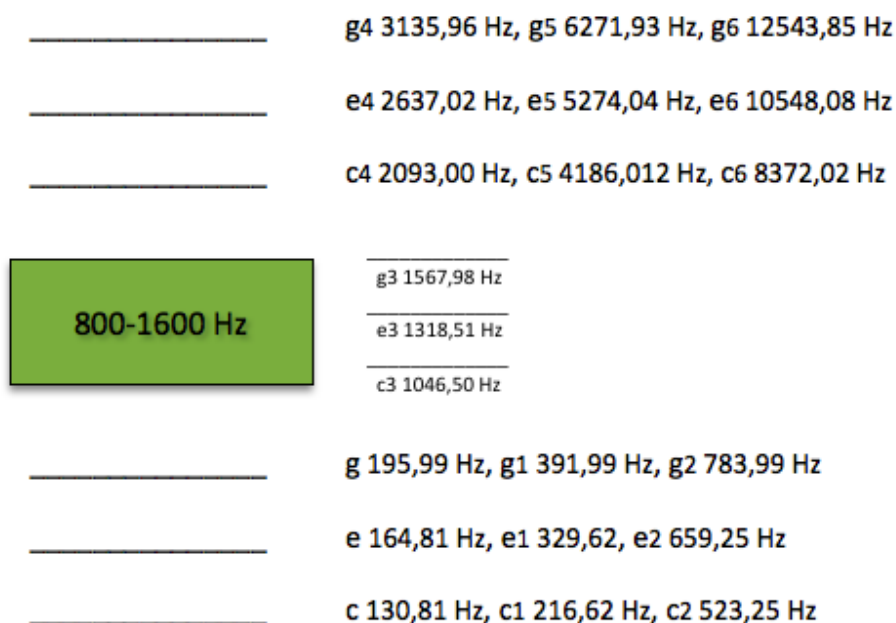 g4 3135,96 Hz, g5 6271,93 Hz, g6 12543,85 Hz
e4 2637,02 Hz, e5 5274,04 Hz, e6 10548,08 Hz
c4 2093,00 Hz, c5 4186,012 Hz, c6 8372,02 Hz
g3 1567,98 Hz
800-1600 Hz
e3 1318,51 Hz
c3 1046,50 Hz
g 195,99 Hz, g1 391,99 Hz, g2 783,99 Hz
e 164,81 Hz, e1 329,62, e2 659,25 Hz
c 130,81 Hz, c1 216,62 Hz, c2 523,25 Hz